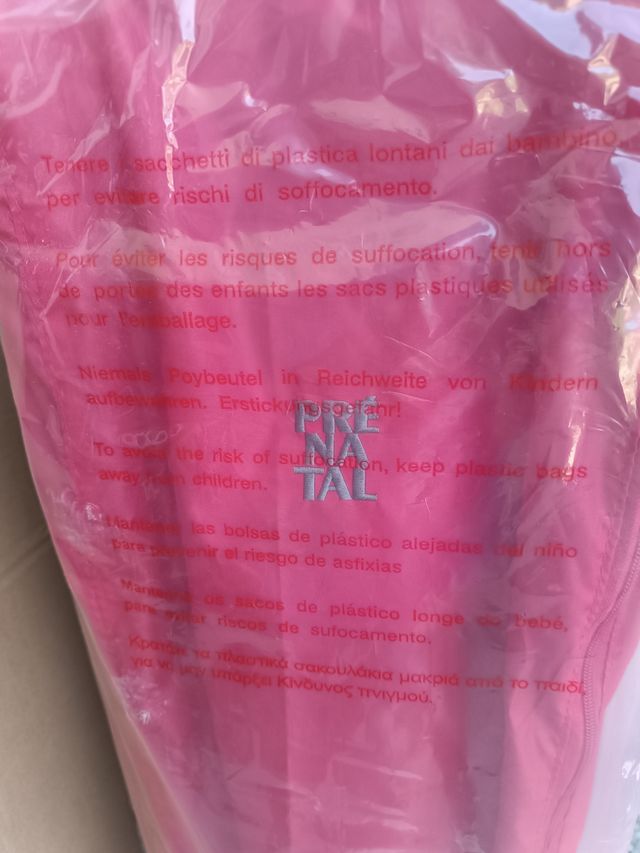 Tenere i sacchetti di plastica lontani dai bambino,
per evitare rischi di soffocamento.
Pour éviter les risques de suffocation, tenir hors
de portée des enfants les sacs plastiques utilisés
pour l'emballage.
Niemals Poybeutel in Reichweite von Kindern
aufbewahren. Erstickungsgefahr!
PRÉ
NA
TAL
To avoid the risk of suffocation, keep plastic bags
away from children.
Mantener las bolsas de plástico alejadas del niño
para prevenir el riesgo de asfixias
Mantenha os sacos de plástico longe do bebé,
para evitar riscos de sufocamento.
Κρατάτε τα πλαστικά σακουλάκια μακριά από το παιδί,
για να μην υπάρξει Κίνδυνος πνιγμού.